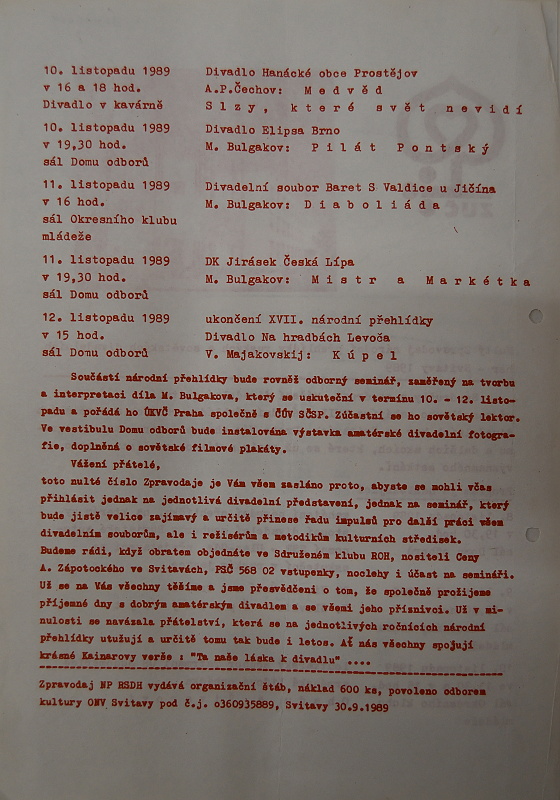 10. listopadu 1989 Divadlo Hanácké obce Prostějov
v 16 a 18 hod. A.P.Čechov: M e d v ě d
Divadlo v kavárně S l z y , k t e r é s v ě t n e v i d í
10. listopadu 1989 Divadlo Elipsa Brno
v 19,30 hod. M. Bulgakov: P i l á t P o n t s k ý
sál Domu odborů
11. listopadu 1989 Divadelní soubor Baret S Valdice u Jičína
v 16 hod. M. Bulgakov: D i a b o l i á d a
sál Okresního klubu
mládeže
11. listopadu 1989 DK Jirásek Česká Lípa
v 19,30 hod. M. Bulgakov: M i s t r a M a r k é t k a
sál Domu odborů
12. listopadu 1989 ukončení XVII. národní přehlídky
v 15 hod. Divadlo Na hradbách Levoča
sál Domu odborů V. Majakovskij: K ú p e l
Součástí národní přehlídky bude rovněž odborný seminář, zaměřený na tvorbu
a interpretaci díla M. Bulgakova, který se uskuteční v termínu 10. - 12. listo-
padu a pořádá ho ÚKVČ Praha společně s ČÚV SČSP. Zúčastní se ho sovětský lektor.
Ve vestibulu Domu odborů bude instalována výstavka amatérské divadelní fotogra-
fie, doplněná o sovětské filmové plakáty.
Vážení přátelé,
toto nulté číslo Zpravodaje je Vám všem zasláno proto, abyste se mohli včas
přihlásit jednak na jednotlivá divadelní představení, jednak na seminář, který
bude jistě velice zajímavý a určitě přinese řadu impulsů pro další práci všem
divadelním souborům, ale i režisérům a metodikům kulturních středisek.
Budeme rádi, když obratem objednáte ve Sdruženém klubu ROH, nositeli Ceny
A. Zápotockého ve Svitavách, PSČ 568 02 vstupenky, noclehy i účast na semináři.
Už se na Vás všechny těšíme a jsme přesvědčeni o tom, že společně prožijeme
příjemné dny s dobrým amatérským divadlem a se všemi jeho příznivci. Už v mi-
nulosti se navázala přátelství, která se na jednotlivých ročnících národní
přehlídky utužují a určitě tomu tak bude i letos. Ať nás všechny spojují
krásné Kainarovy verše : "Ta naše láska k divadlu" ....
Zpravodaj NP RSDH vydává organizační štáb, náklad 600 ks, povoleno odborem
kultury ONV Svitavy pod č.j. o360935889, Svitavy 30.9.1989